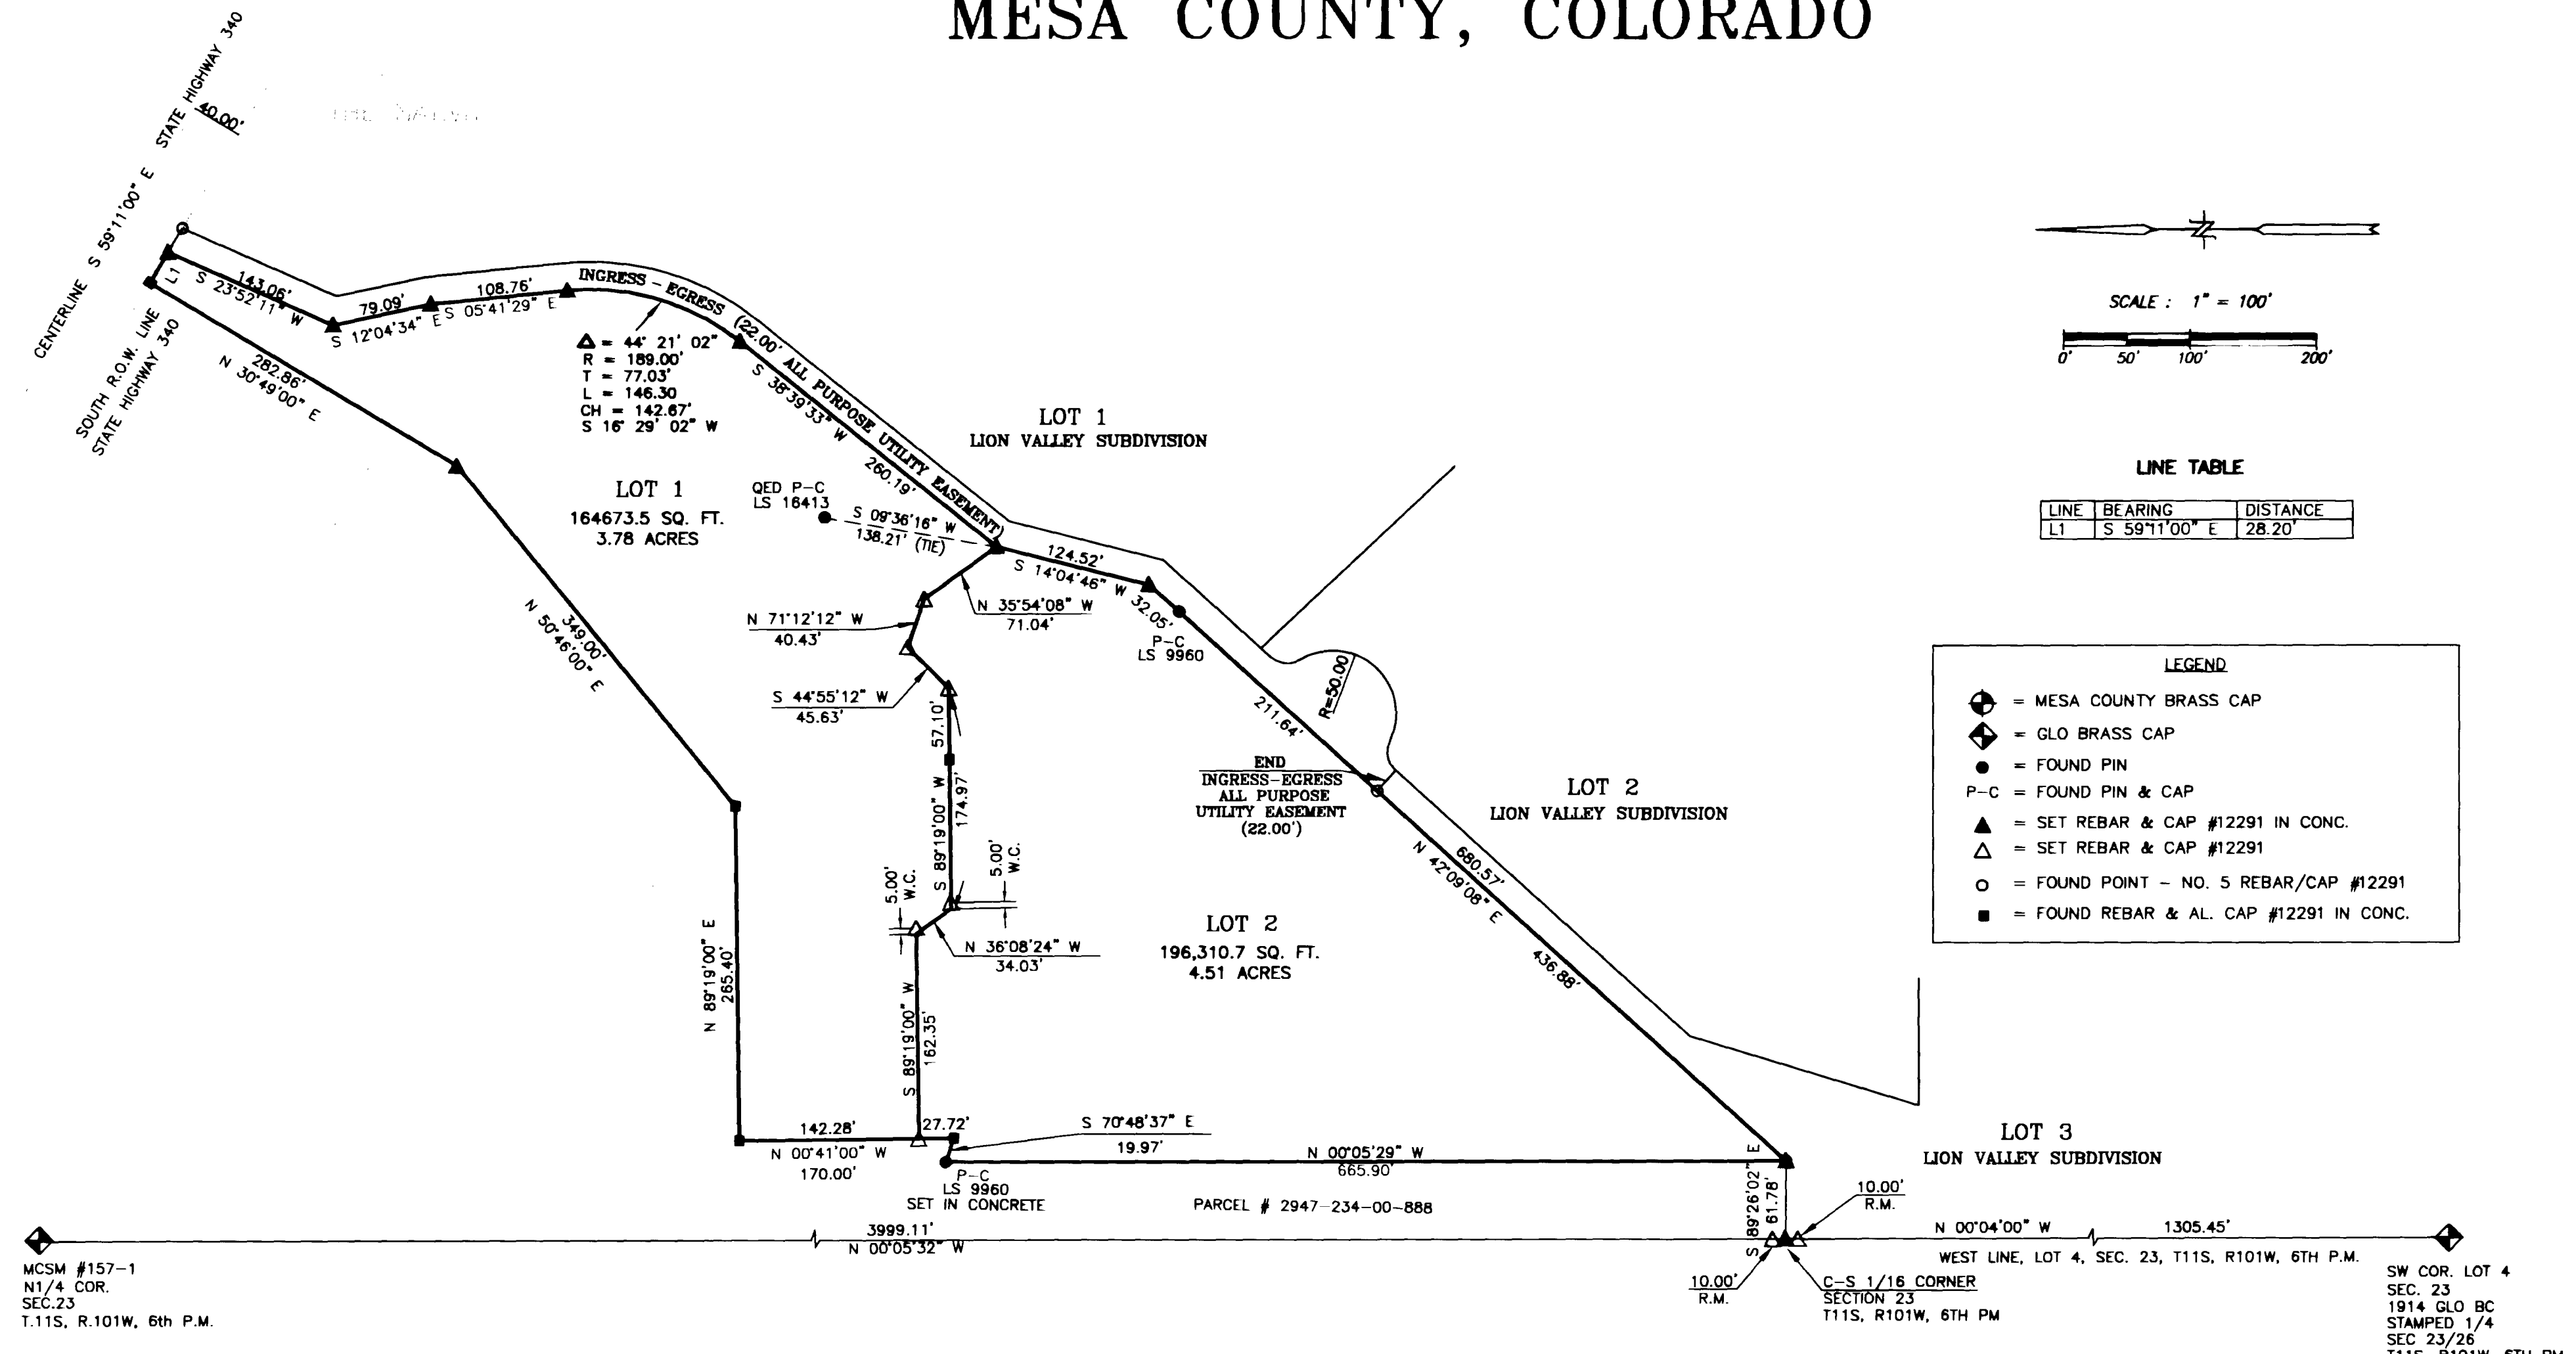 MESA COUNTY, COLORADO
CENTERLINE S 59°11'00" E STATE HIGHWAY 340
40.00'
SOUTH R.O.W. LINE
STATE HIGHWAY 340
L1
143.06'
S 23°52'11" W
79.09'
S 12°04'34" E
108.76'
S 05°41'29" E
INGRESS - EGRESS (22.00' ALL PURPOSE UTILITY EASEMENT)
Δ = 44° 21' 02"
R = 189.00'
T = 77.03'
L = 146.30
CH = 142.67'
S 16° 29' 02" W
S 38°39'33" W
260.19'
282.86'
N 30°49'00" E
349.00'
N 50°46'00" E
LOT 1
164673.5 SQ. FT.
3.78 ACRES
QED P-C
LS 16413
S 09°36'16" W
138.21' (TIE)
LOT 1
LION VALLEY SUBDIVISION
124.52'
S 14°04'46" W
32.05'
P-C
LS 9960
N 35°54'08" W
71.04'
N 71°12'12" W
40.43'
S 44°55'12" W
45.63'
57.10'
S 89°19'00" W
174.97'
5.00'
W.C.
5.00'
W.C.
N 36°08'24" W
34.03'
S 89°19'00" W
162.35'
N 89°19'00" E
265.40'
211.64'
R=50.00
END
INGRESS-EGRESS
ALL PURPOSE
UTILITY EASEMENT
(22.00')
LOT 2
LION VALLEY SUBDIVISION
680.57'
N 42°09'08" E
436.88'
LOT 2
196,310.7 SQ. FT.
4.51 ACRES
142.28'
N 00°41'00" W
170.00'
27.72'
S 70°48'37" E
19.97'
P-C
LS 9960
SET IN CONCRETE
N 00°05'29" W
665.90'
PARCEL # 2947-234-00-888
S 89°26'02" E
61.78'
LOT 3
LION VALLEY SUBDIVISION
10.00'
R.M.
10.00'
R.M.
3999.11'
N 00°05'32" W
N 00°04'00" W 1305.45'
WEST LINE, LOT 4, SEC. 23, T11S, R101W, 6TH P.M.
C-S 1/16 CORNER
SECTION 23
T11S, R101W, 6TH PM
MCSM #157-1
N1/4 COR.
SEC.23
T.11S, R.101W, 6th P.M.
SW COR. LOT 4
SEC. 23
1914 GLO BC
STAMPED 1/4
SEC 23/26
T11S, R101W, 6TH PM
SCALE : 1" = 100'
0' 50' 100' 200'
LINE TABLE
LINE BEARING DISTANCE
L1 S 59°11'00" E 28.20'
LEGEND
= MESA COUNTY BRASS CAP
= GLO BRASS CAP
= FOUND PIN
P-C = FOUND PIN & CAP
= SET REBAR & CAP #12291 IN CONC.
= SET REBAR & CAP #12291
= FOUND POINT - NO. 5 REBAR/CAP #12291
= FOUND REBAR & AL. CAP #12291 IN CONC.